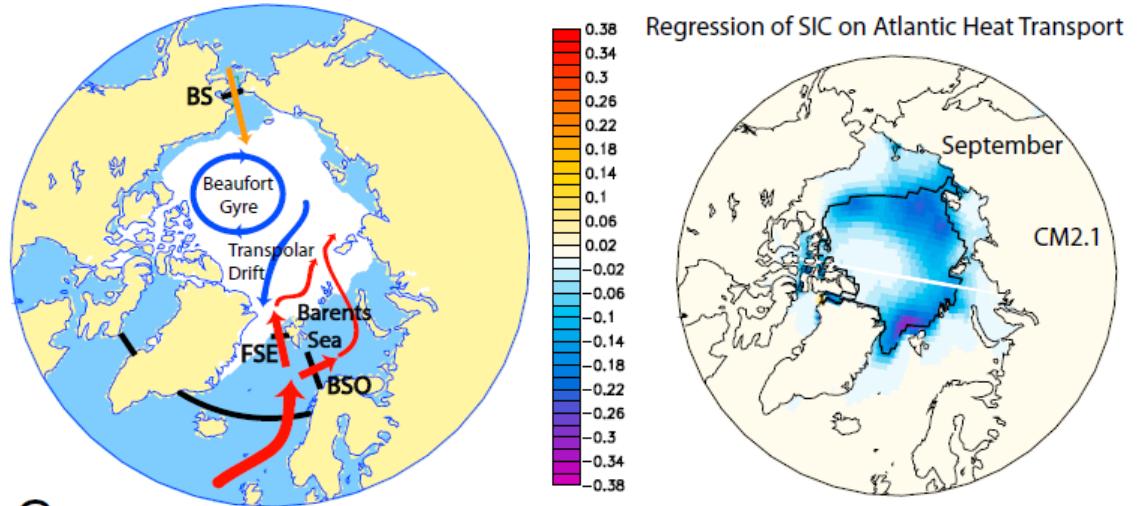 BS
Beaufort
Gyre
Transpolar
Drift
Barents
Sea
FSE
BSO
0.38
0.34
0.3
0.26
0.22
0.18
0.14
0.1
0.06
0.02
−0.02
−0.06
−0.1
−0.14
−0.18
−0.22
−0.26
−0.3
−0.34
−0.38
Regression of SIC on Atlantic Heat Transport
September
CM2.1